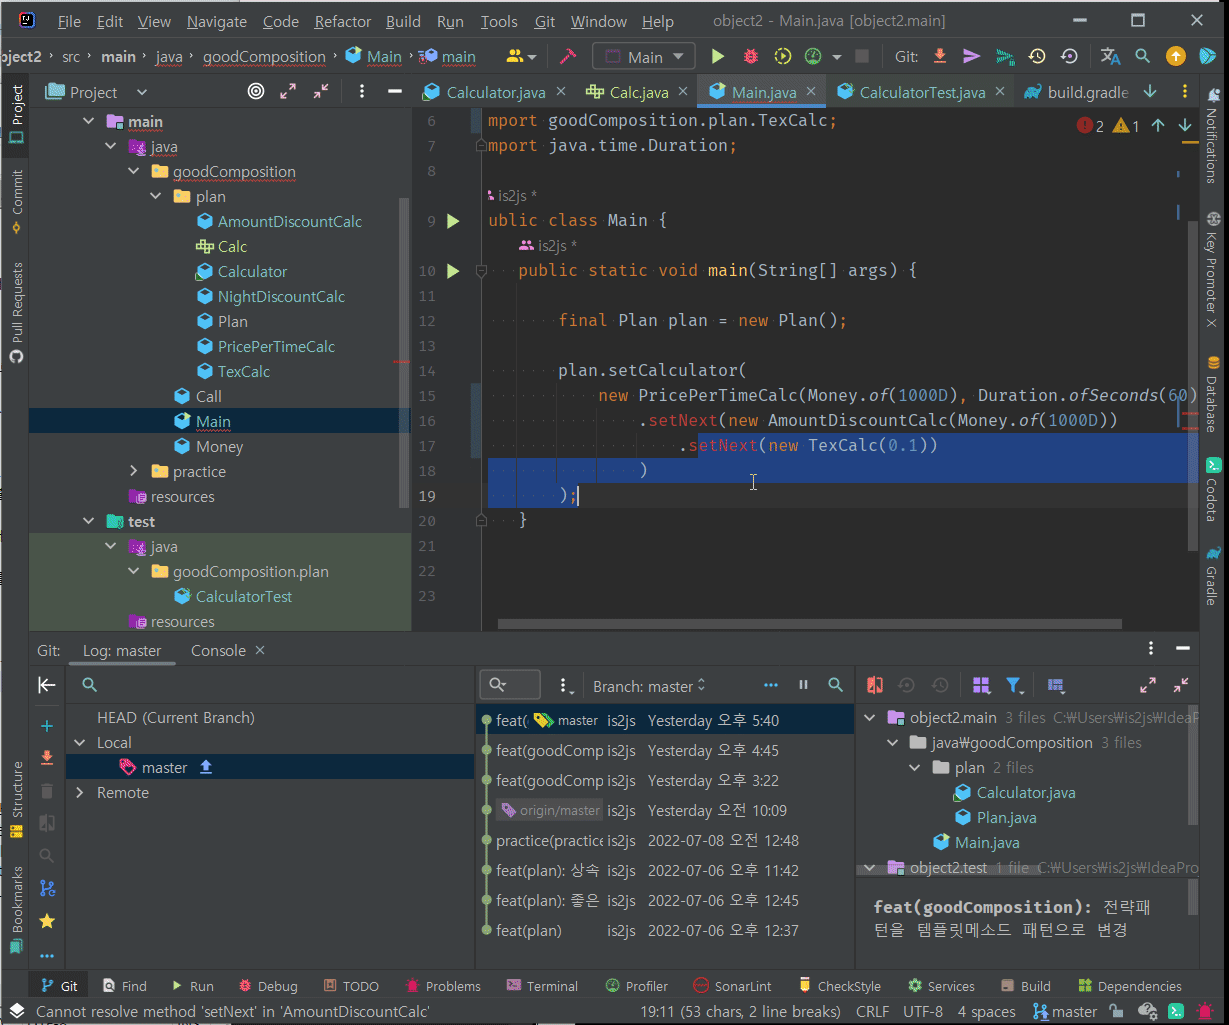 File Edit View Navigate Code Refactor Build Run Tools Git Window Help object2 - Main.java [object2.main]
oject2 src main java goodComposition Main main Main Git:
Project Calculator.java Calc.java Main.java CalculatorTest.java build.gradle
main
java
goodComposition
plan
AmountDiscountCalc
Calc
Calculator
NightDiscountCalc
Plan
PricePerTimeCalc
TexCalc
Call
Main
Money
practice
resources
test
java
goodComposition.plan
CalculatorTest
resources
Project
Commit
Pull Requests
Structure
Bookmarks
2 1
6 mport goodComposition.plan.TexCalc;
7 mport java.time.Duration;
8
is2js *
9 ublic class Main {
is2js *
10 public static void main(String[] args) {
11
12 final Plan plan = new Plan();
13
14 plan.setCalculator(
15 new PricePerTimeCalc(Money.of(1000D), Duration.ofSeconds(60)
16 .setNext(new AmountDiscountCalc(Money.of(1000D))
17 .setNext(new TexCalc(0.1))
18 )
19 );
20 }
21
22
23
Notifications
Key Promoter X
Database
Codota
Gradle
Git: Log: master Console
HEAD (Current Branch)
Local
master
Remote
Branch: master
feat( master is2js Yesterday 오후 5:40
feat(goodComp is2js Yesterday 오후 4:45
feat(goodComp is2js Yesterday 오후 3:22
origin/master is2js Yesterday 오전 10:09
practice(practice is2js 2022-07-08 오전 12:48
feat(plan): 상속 is2js 2022-07-06 오후 11:42
feat(plan): 좋은 is2js 2022-07-06 오후 12:45
feat(plan) is2js 2022-07-06 오후 12:37
object2.main 3 files C:₩Users₩is2js₩IdeaP
java₩goodComposition 3 files
plan 2 files
Calculator.java
Plan.java
Main.java
object2.test 1 file C:₩Users₩is2js₩IdeaPro
feat(goodComposition): 전략패
턴을 템플릿메소드 패턴으로 변경
Git Find Run Debug TODO Problems Terminal Profiler SonarLint CheckStyle Services Build Dependencies
Cannot resolve method 'setNext' in 'AmountDiscountCalc' 19:11 (53 chars, 2 line breaks) CRLF UTF-8 4 spaces master